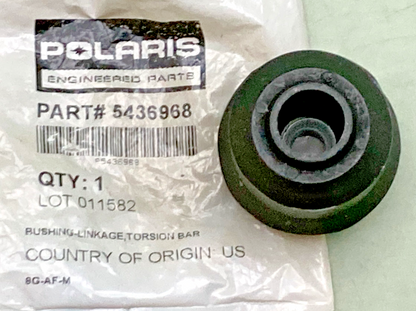 POLARIS
ENGINEERED PARTS
PART# 5436968
5436968
QTY: 1
LOT 011582
BUSHING-LINKAGE,TORSION BAR
COUNTRY OF ORIGIN: US
8G-AF-M